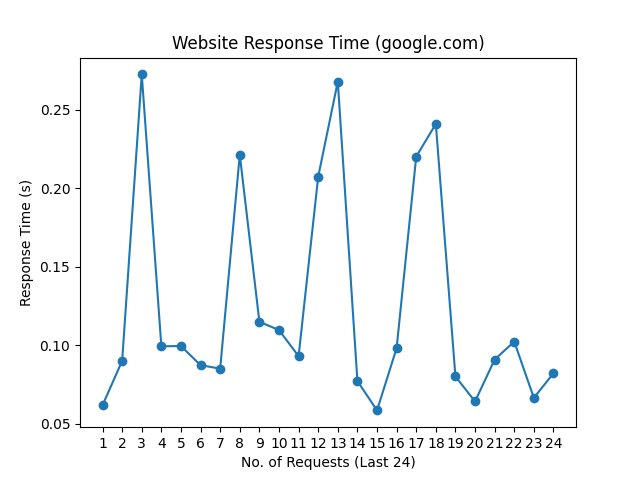 Website Response Time (google.com)
0.25
0.20
0.15
0.10
0.05
Response Time (s)
1 2 3 4 5 6 7 8 9 10 11 12 13 14 15 16 17 18 19 20 21 22 23 24
No. of Requests (Last 24)